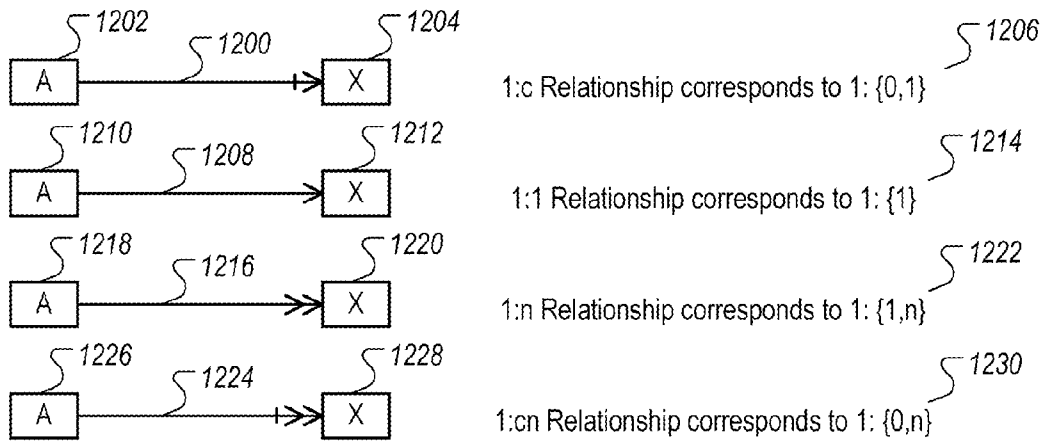 1202 1200 1204 1206
A X 1:c Relationship corresponds to 1: {0,1}
1210 1208 1212 1214
A X 1:1 Relationship corresponds to 1: {1}
1218 1216 1220 1222
A X 1:n Relationship corresponds to 1: {1,n}
1226 1224 1228 1230
A X 1:cn Relationship corresponds to 1: {0,n}